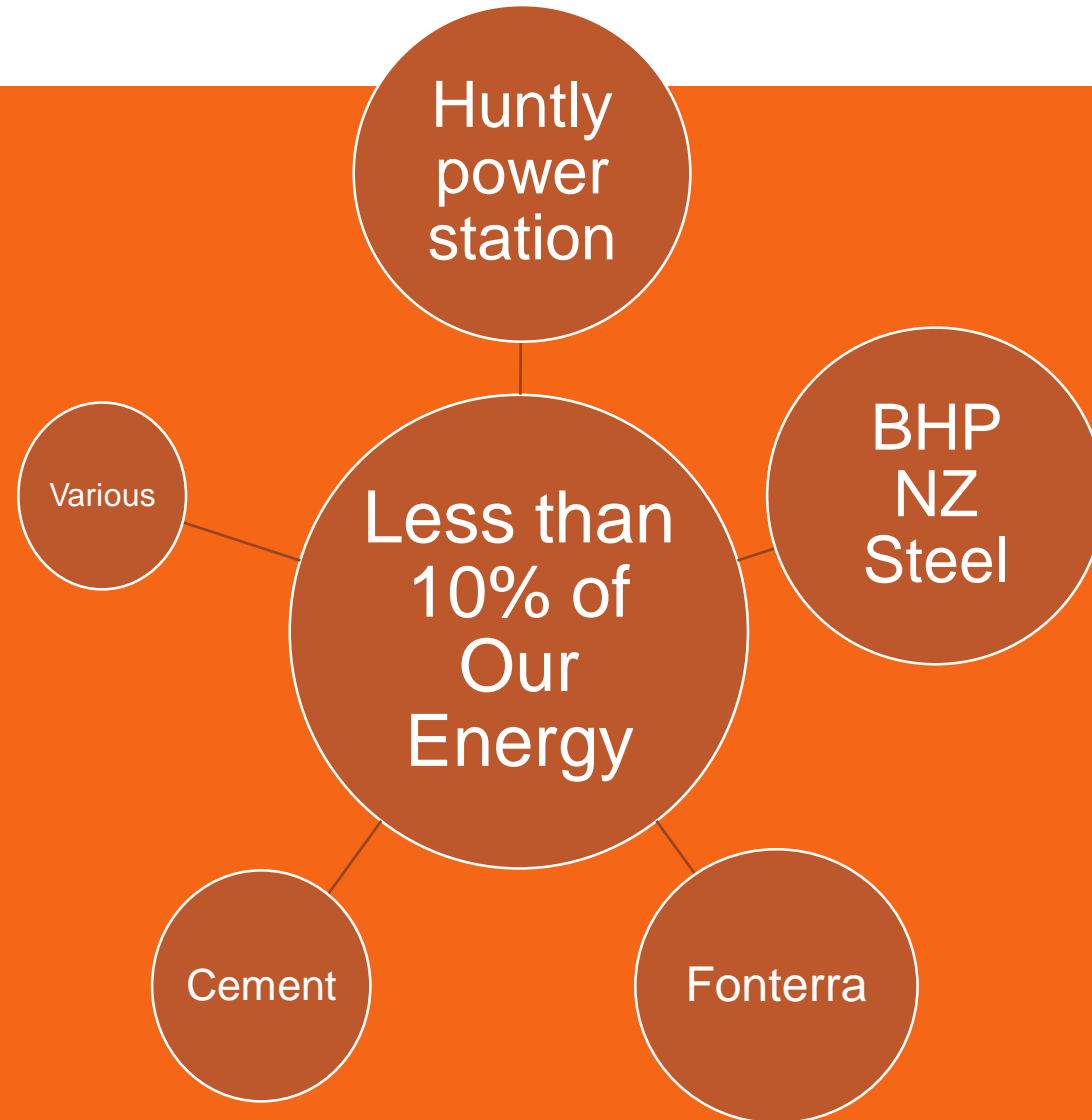 Huntly
power
station
BHP
NZ
Steel
Various
Less than
10% of
Our
Energy
Cement
Fonterra